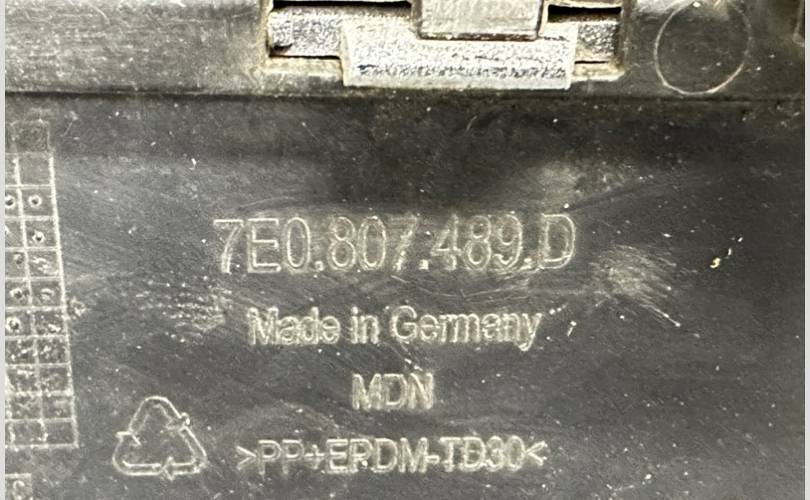 7E0.807.489.D
Made in Germany
MDN
>PP+EPDM-TD30<